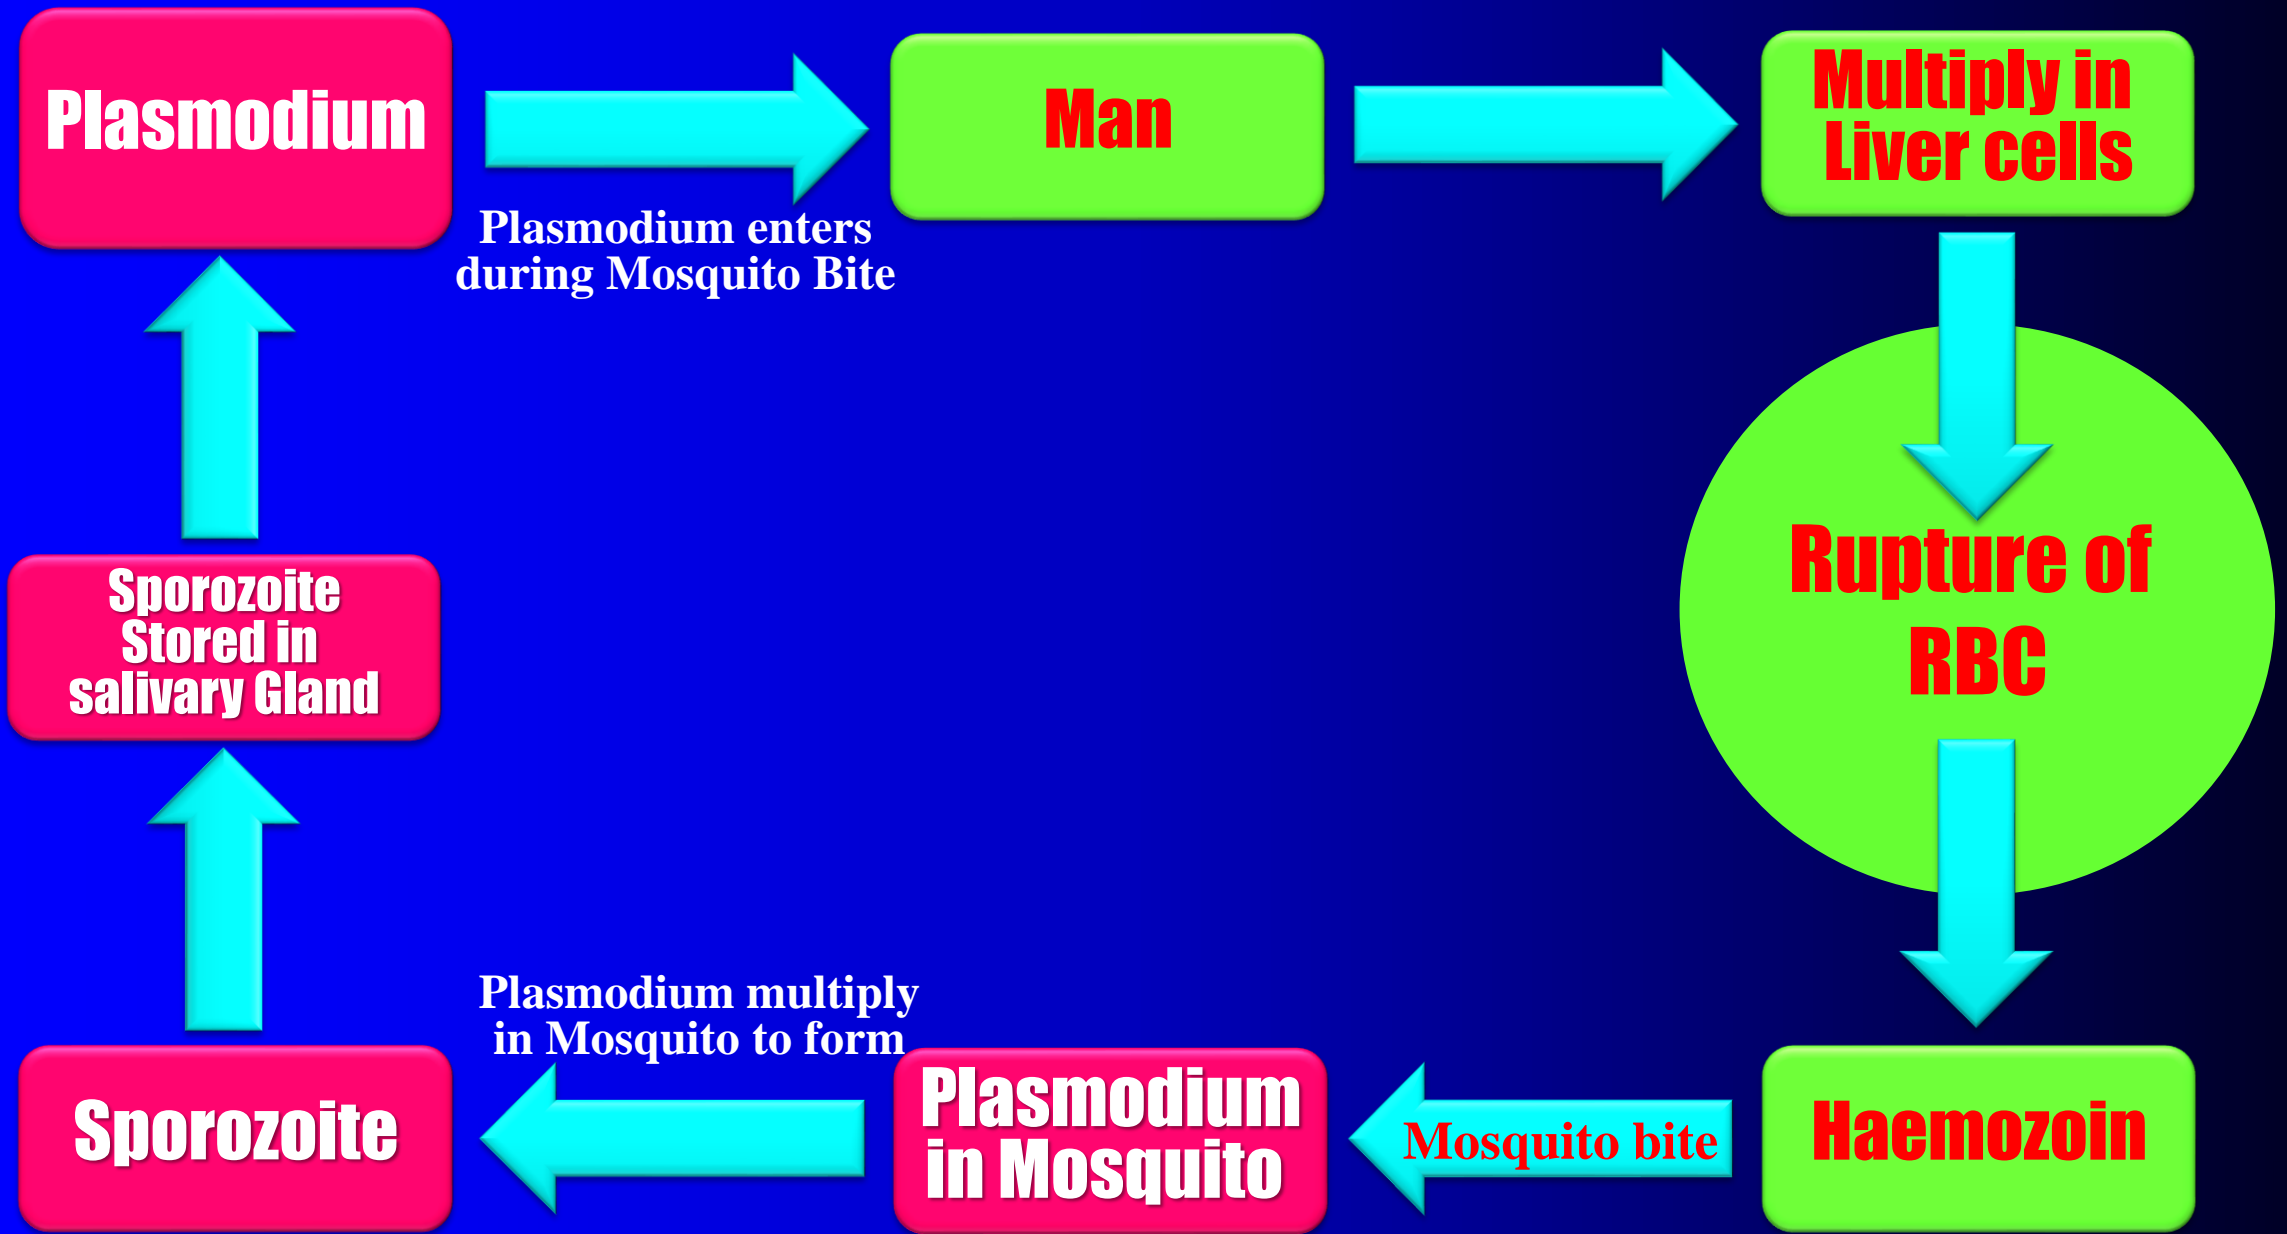 Plasmodium
Plasmodium enters
during Mosquito Bite
Man
Multiply in
Liver cells
Rupture of
RBC
Haemozoin
Mosquito bite
Plasmodium
in Mosquito
Plasmodium multiply
in Mosquito to form
Sporozoite
Sporozoite
Stored in
salivary Gland